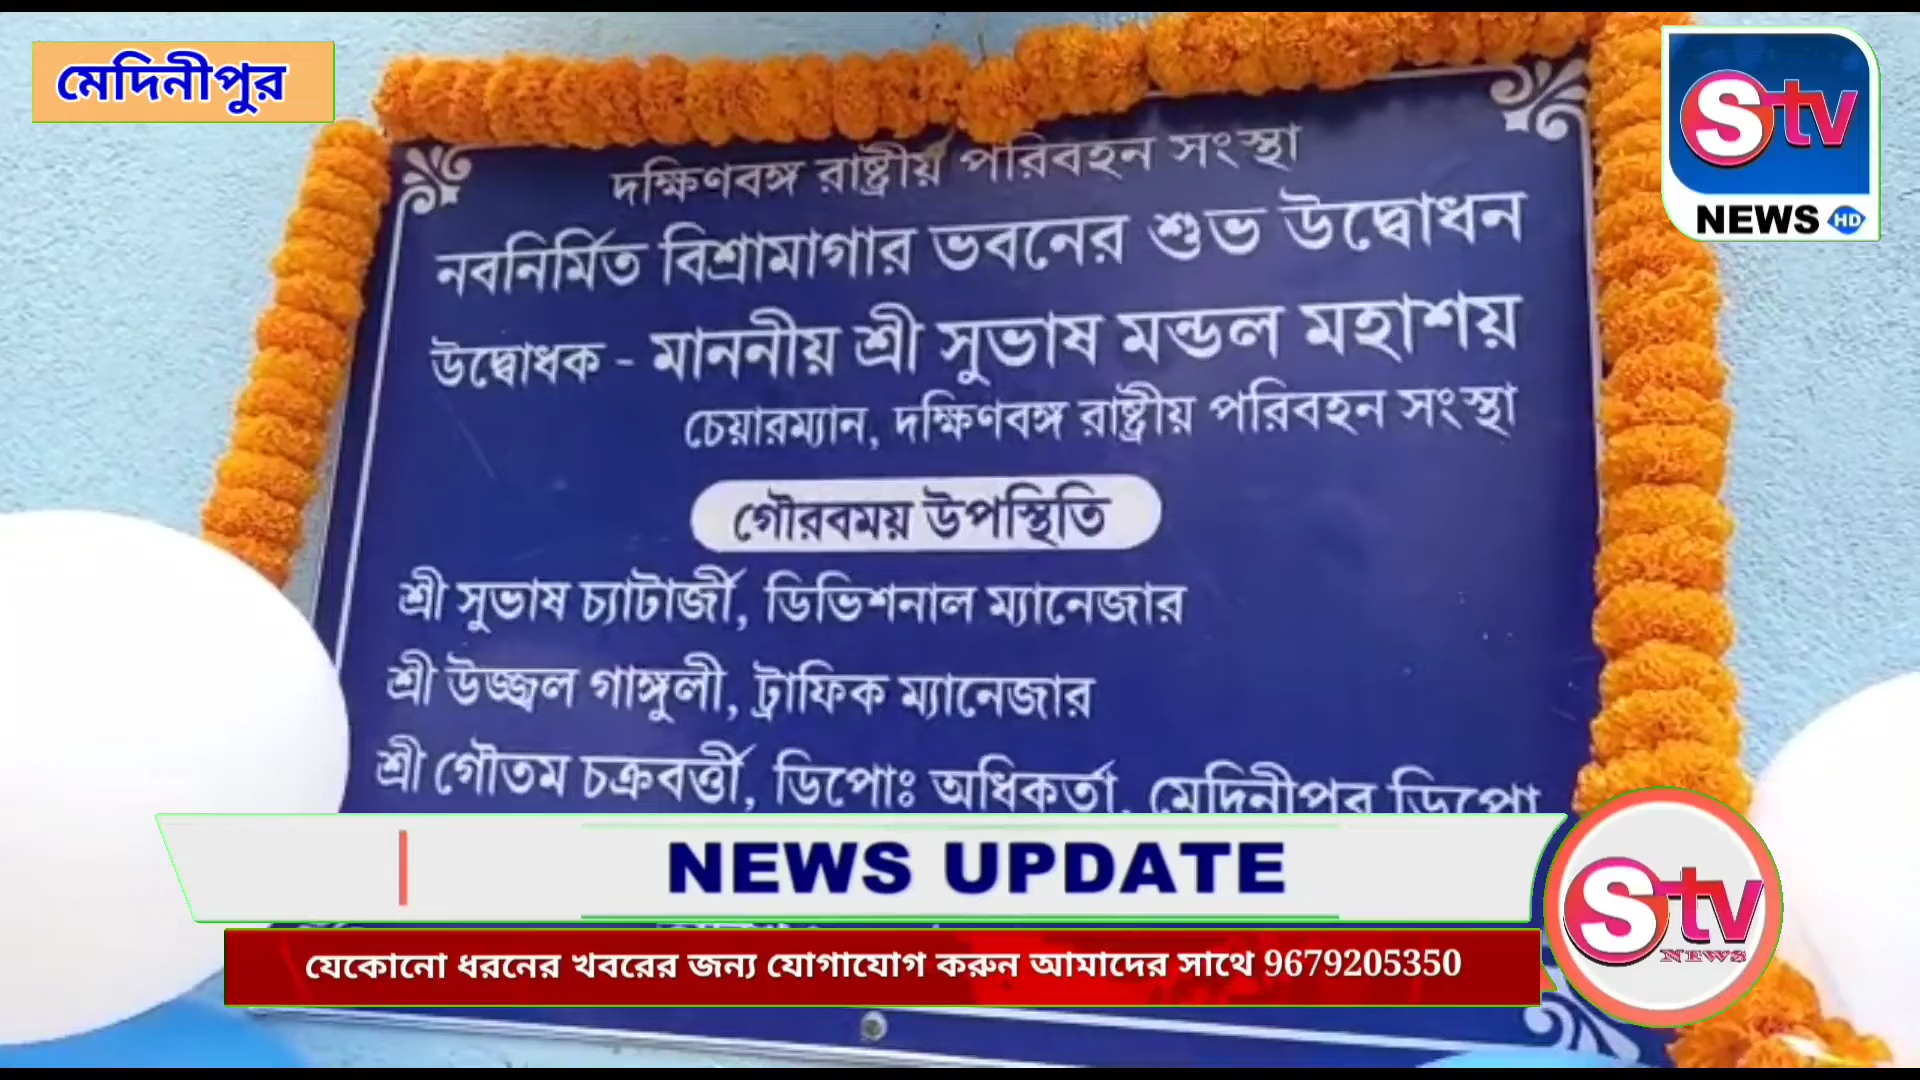 মেদিনীপুর
Stv
NEWS HD
দক্ষিণবঙ্গ রাষ্ট্রীয় পরিবহন সংস্থা
নবনির্মিত বিশ্রামাগার ভবনের শুভ উদ্বোধন
উদ্বোধক - মাননীয় শ্রী সুভাষ মন্ডল মহাশয়
চেয়ারম্যান, দক্ষিণবঙ্গ রাষ্ট্রীয় পরিবহন সংস্থা
গৌরবময় উপস্থিতি
শ্রী সুভাষ চ্যাটার্জী, ডিভিশনাল ম্যানেজার
শ্রী উজ্জ্বল গাঙ্গুলী, ট্রাফিক ম্যানেজার
শ্রী গৌতম চক্রবর্ত্তী, ডিপোঃ অধিকর্তা, মেদিনীপুর ডিপো
NEWS UPDATE
Stv
NEWS
যেকোনো ধরনের খবরের জন্য যোগাযোগ করুন আমাদের সাথে 9679205350